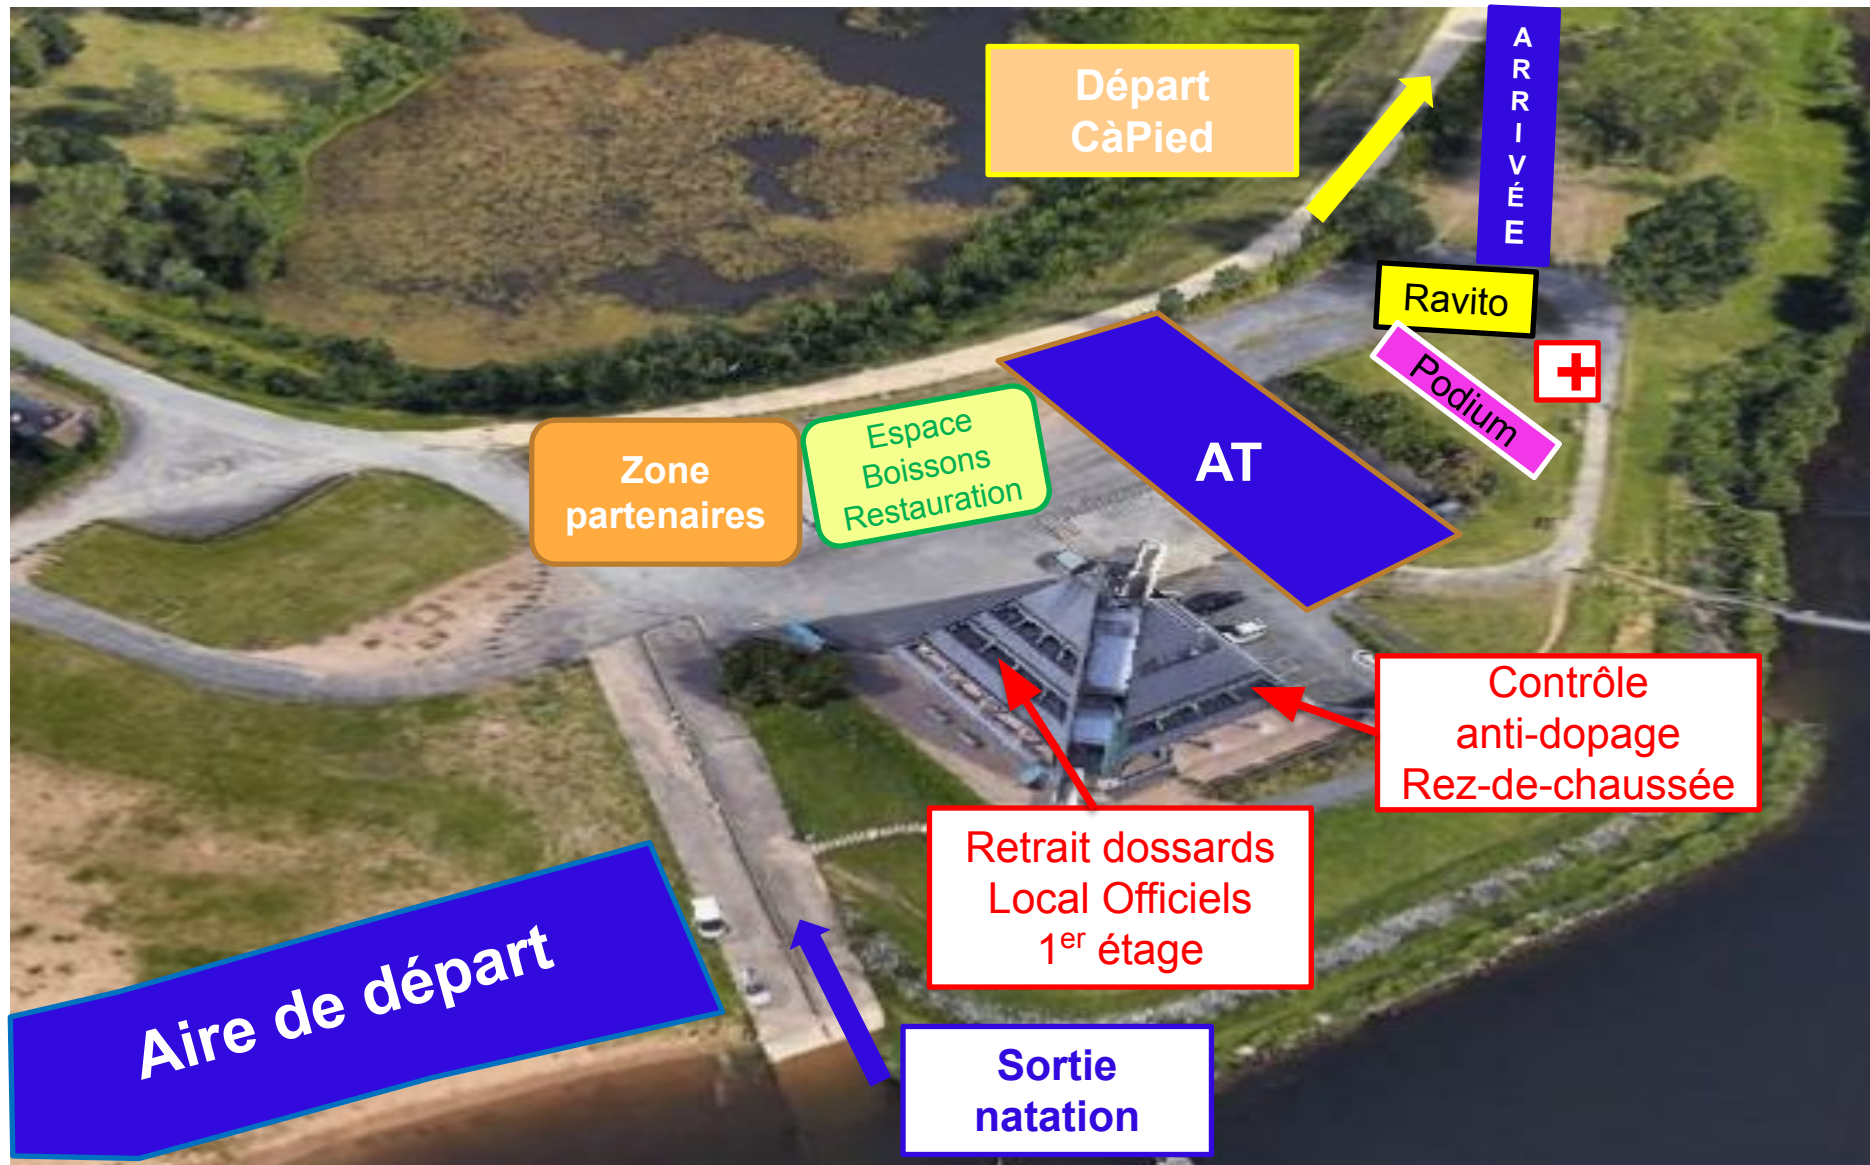 Départ
CàPied
ARRIVÉE
Ravito
Podium
Espace
Boissons
Restauration
Zone
partenaires
AT
Contrôle
anti-dopage
Rez-de-chaussée
Retrait dossards
Local Officiels
1er étage
Aire de départ
Sortie
natation